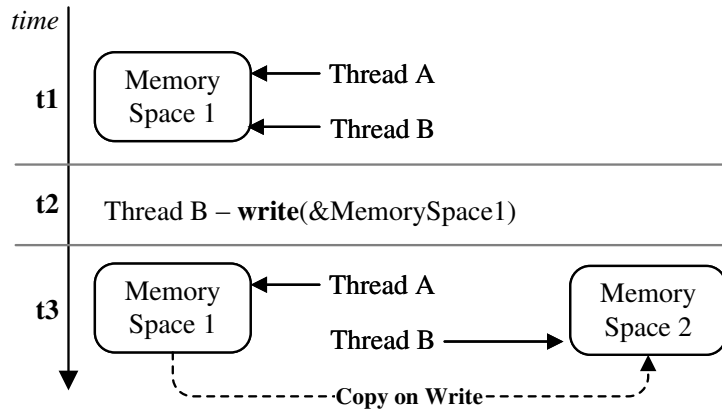 time
t1
Memory
Space 1
Thread A
Thread B
t2
Thread B – write(&MemorySpace1)
t3
Memory
Space 1
Thread A
Thread B
Memory
Space 2
Copy on Write